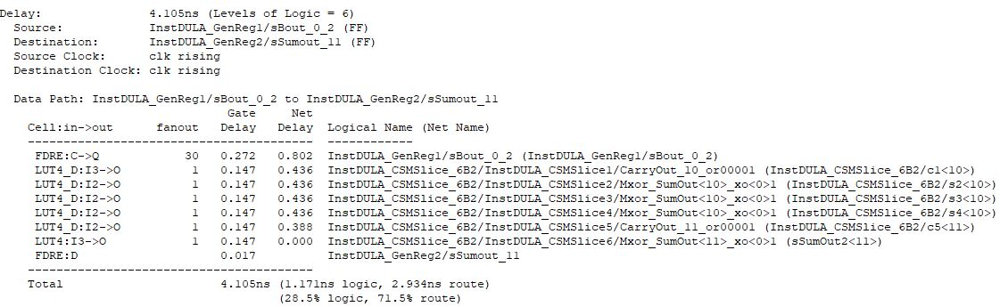 Delay: 4.105ns (Levels of Logic = 6)
Source: InstDULA_GenReg1/sBout_0_2 (FF)
Destination: InstDULA_GenReg2/sSumout_11 (FF)
Source Clock: clk rising
Destination Clock: clk rising
Data Path: InstDULA_GenReg1/sBout_0_2 to InstDULA_GenReg2/sSumout_11
Gate Net
Cell:in->out fanout Delay Delay Logical Name (Net Name)
---------------------------------------- ------------
FDRE:C->Q 30 0.272 0.802 InstDULA_GenReg1/sBout_0_2 (InstDULA_GenReg1/sBout_0_2)
LUT4_D:I3->O 1 0.147 0.436 InstDULA_CSMSlice_6B2/InstDULA_CSMSlice1/CarryOut_10_or00001 (InstDULA_CSMSlice_6B2/c1<10>)
LUT4_D:I2->O 1 0.147 0.436 InstDULA_CSMSlice_6B2/InstDULA_CSMSlice2/Mxor_SumOut<10>_xo<0>1 (InstDULA_CSMSlice_6B2/s2<10>)
LUT4_D:I2->O 1 0.147 0.436 InstDULA_CSMSlice_6B2/InstDULA_CSMSlice3/Mxor_SumOut<10>_xo<0>1 (InstDULA_CSMSlice_6B2/s3<10>)
LUT4_D:I2->O 1 0.147 0.436 InstDULA_CSMSlice_6B2/InstDULA_CSMSlice4/Mxor_SumOut<10>_xo<0>1 (InstDULA_CSMSlice_6B2/s4<10>)
LUT4_D:I2->O 1 0.147 0.388 InstDULA_CSMSlice_6B2/InstDULA_CSMSlice5/CarryOut_11_or00001 (InstDULA_CSMSlice_6B2/c5<11>)
LUT4:I3->O 1 0.147 0.000 InstDULA_CSMSlice_6B2/InstDULA_CSMSlice6/Mxor_SumOut<11>_xo<0>1 (sSumOut2<11>)
FDRE:D 0.017 InstDULA_GenReg2/sSumout_11
----------------------------------------
Total 4.105ns (1.171ns logic, 2.934ns route)
(28.5% logic, 71.5% route)